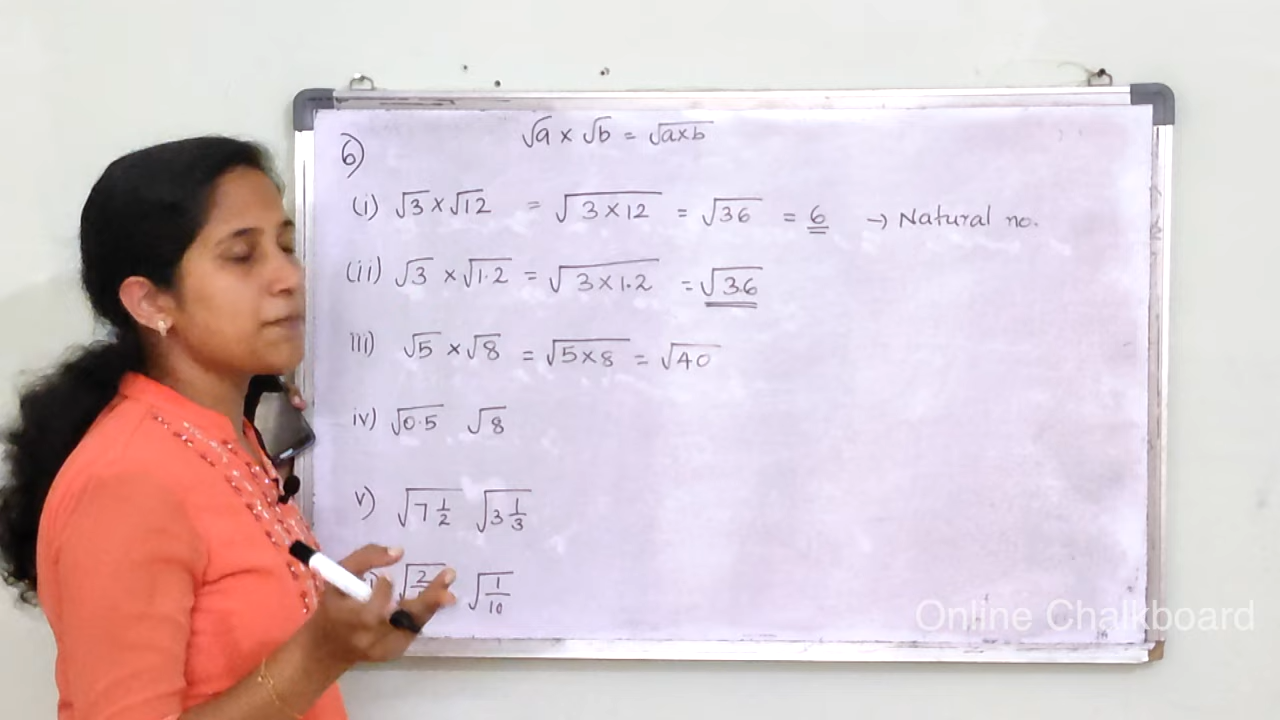 √a × √b = √a×b
6)
(i) √3 × √12 = √3×12 = √36 = 6 → Natural no.
(ii) √3 × √1.2 = √3×1.2 = √3.6
iii) √5 × √8 = √5×8 = √40
iv) √0.5 √8
v) √7 1/2 √3 1/3
√2/ √1/10
Online Chalkboard